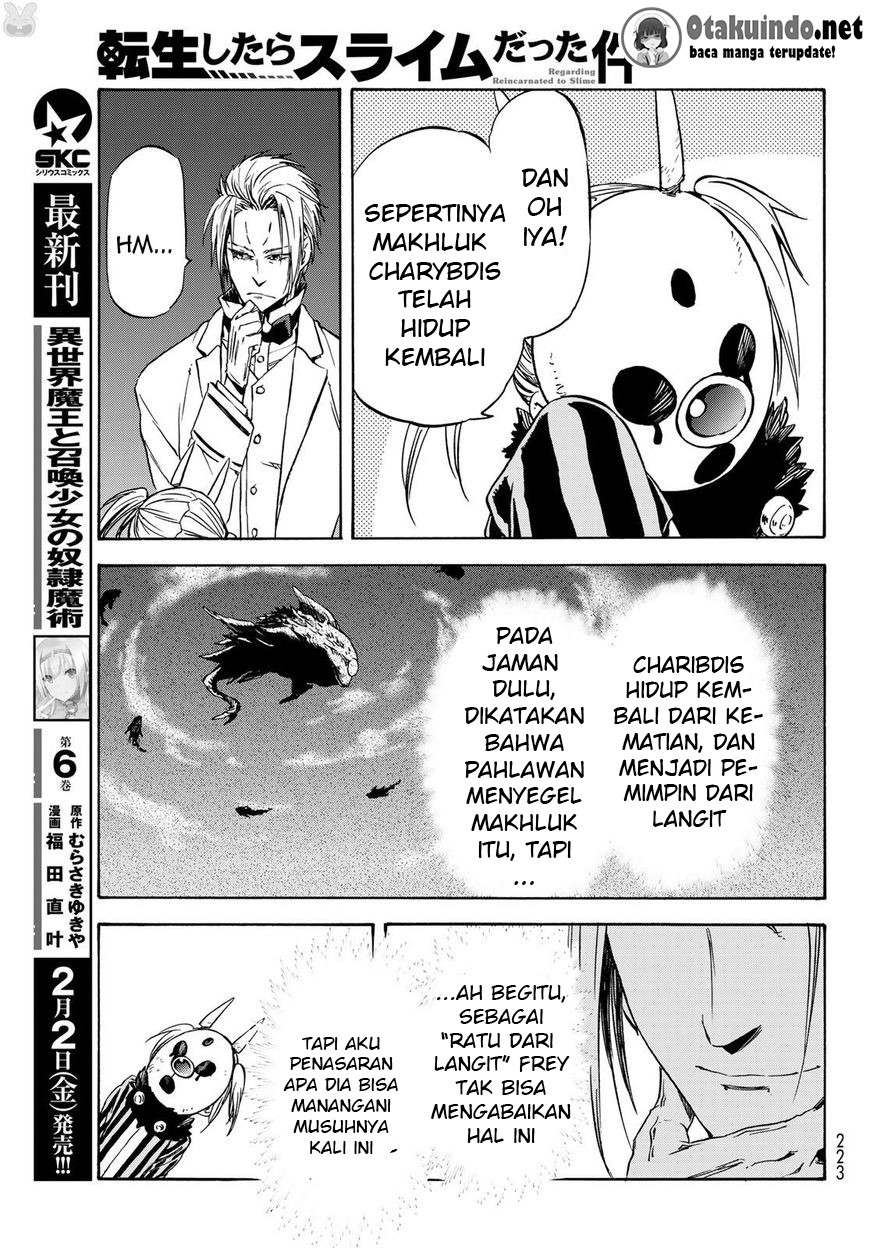 転生したらスライムだった件
Regarding
Reincarnated to Slime
Otakuindo.net
baca manga terupdate!
SKC
シリウスコミックス
最新刊
異世界魔王と召喚少女の奴隷魔術
第
6
巻
原作 むらさきゆきや
漫画 福田直叶
2月2日(金)発売!!!
DAN
OH
IYA!
SEPERTINYA
MAKHLUK
CHARYBDIS
TELAH
HIDUP
KEMBALI
HM...
CHARIBDIS
HIDUP KEM-
BALI DARI KE-
MATIAN, DAN
MENJADI PE-
MIMPIN DARI
LANGIT
PADA
JAMAN
DULU,
DIKATAKAN
BAHWA
PAHLAWAN
MENYEGEL
MAKHLUK
ITU, TAPI
...
...AH BEGITU,
SEBAGAI
“RATU DARI
LANGIT” FREY
TAK BISA
MENGABAIKAN
HAL INI
TAPI AKU
PENASARAN
APA DIA BISA
MANANGANI
MUSUHNYA
KALI INI
223